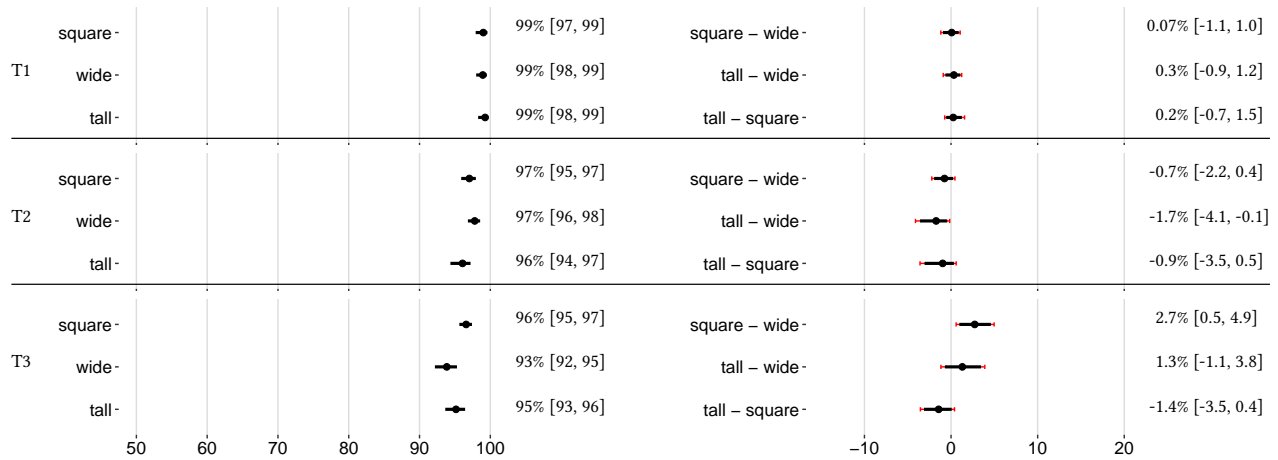 square 99% [97, 99] square – wide 0.07% [-1.1, 1.0]
T1 wide 99% [98, 99] tall – wide 0.3% [-0.9, 1.2]
tall 99% [98, 99] tall – square 0.2% [-0.7, 1.5]
square 97% [95, 97] square – wide -0.7% [-2.2, 0.4]
T2 wide 97% [96, 98] tall – wide -1.7% [-4.1, -0.1]
tall 96% [94, 97] tall – square -0.9% [-3.5, 0.5]
square 96% [95, 97] square – wide 2.7% [0.5, 4.9]
T3 wide 93% [92, 95] tall – wide 1.3% [-1.1, 3.8]
tall 95% [93, 96] tall – square -1.4% [-3.5, 0.4]
50 60 70 80 90 100 −10 0 10 20